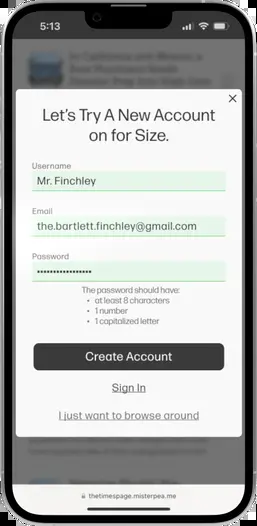 5:13
Let's Try A New Account
on for Size.
Username
Mr. Finchley
Email
the.bartlett.finchley@gmail.com
Password
•••••••••••••••••
The password should have:
• at least 8 characters
• 1 number
• 1 capitalized letter
Create Account
Sign In
I just want to browse around
thetimespage.misterpea.me